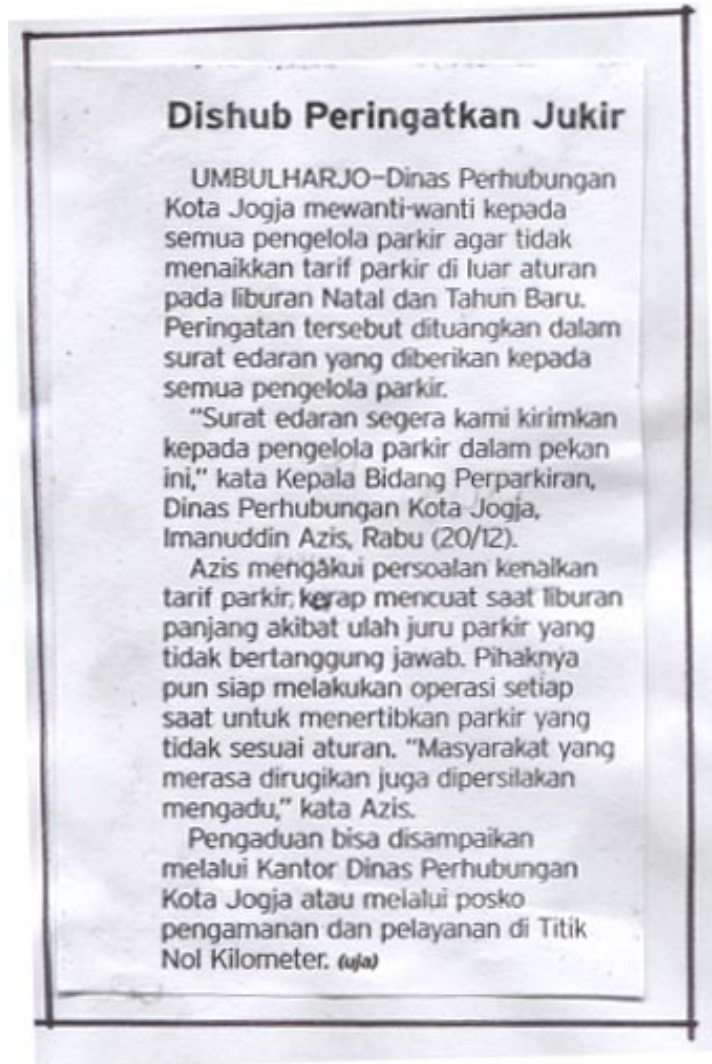 Dishub Peringatkan Jukir
UMBULHARJO–Dinas Perhubungan
Kota Jogja mewanti-wanti kepada
semua pengelola parkir agar tidak
menaikkan tarif parkir di luar aturan
pada liburan Natal dan Tahun Baru.
Peringatan tersebut dituangkan dalam
surat edaran yang diberikan kepada
semua pengelola parkir.
“Surat edaran segera kami kirimkan
kepada pengelola parkir dalam pekan
ini,” kata Kepala Bidang Perparkiran,
Dinas Perhubungan Kota Jogja,
Imanuddin Azis, Rabu (20/12).
Azis mengakui persoalan kenaikan
tarif parkir kerap mencuat saat liburan
panjang akibat ulah juru parkir yang
tidak bertanggung jawab. Pihaknya
pun siap melakukan operasi setiap
saat untuk menertibkan parkir yang
tidak sesuai aturan. “Masyarakat yang
merasa dirugikan juga dipersilakan
mengadu,” kata Azis.
Pengaduan bisa disampaikan
melalui Kantor Dinas Perhubungan
Kota Jogja atau melalui posko
pengamanan dan pelayanan di Titik
Nol Kilometer. (uja)